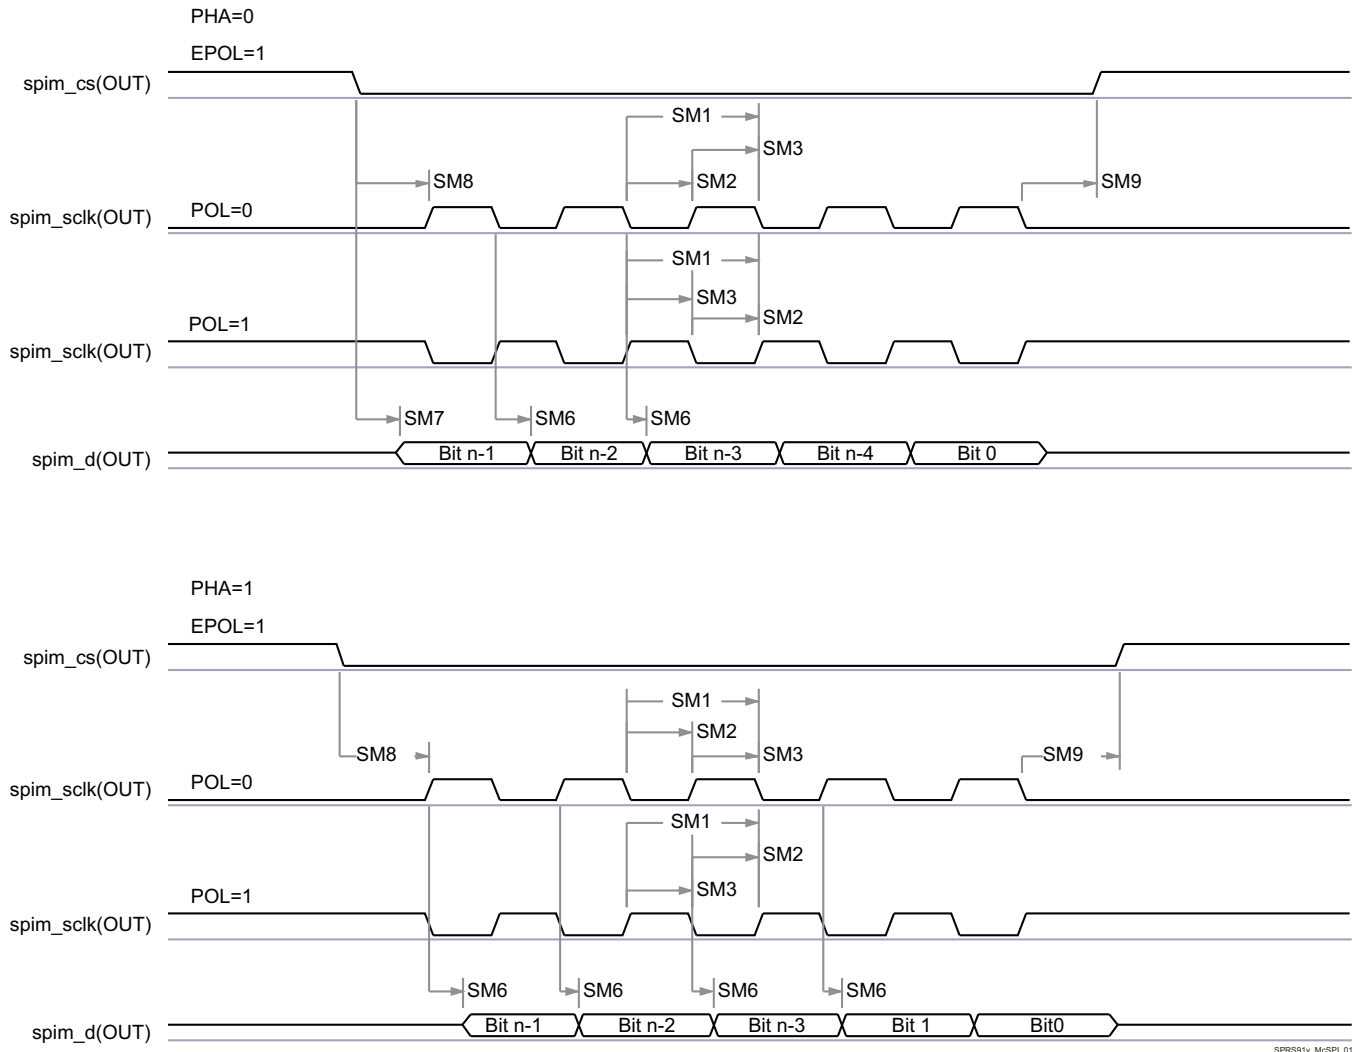 PHA=0
EPOL=1
spim_cs(OUT)
SM1
SM3
SM8
SM2
SM9
POL=0
spim_sclk(OUT)
SM1
SM3
SM2
POL=1
spim_sclk(OUT)
SM7
SM6
SM6
spim_d(OUT)
Bit n-1
Bit n-2
Bit n-3
Bit n-4
Bit 0
PHA=1
EPOL=1
spim_cs(OUT)
SM1
SM2
SM8
SM3
SM9
POL=0
spim_sclk(OUT)
SM1
SM2
SM3
POL=1
spim_sclk(OUT)
SM6
SM6
SM6
SM6
spim_d(OUT)
Bit n-1
Bit n-2
Bit n-3
Bit 1
Bit0
SPRS91v_McSPI_01